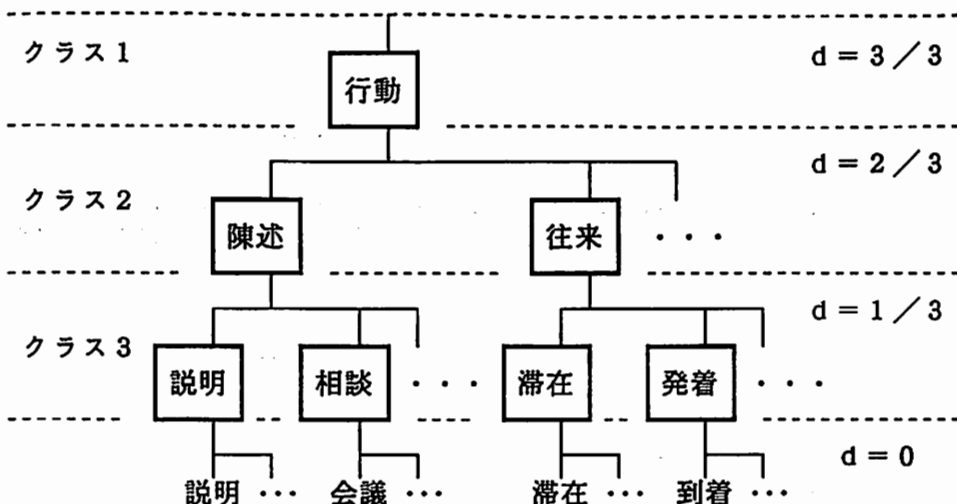 クラス1 d = 3/3
行動
d = 2/3
クラス2 陳述 往来 ・・・
d = 1/3
クラス3 説明 相談 ・・・ 滞在 発着 ・・・
d = 0
説明 ・・・ 会議 ・・・ 滞在 ・・・ 到着 ・・・